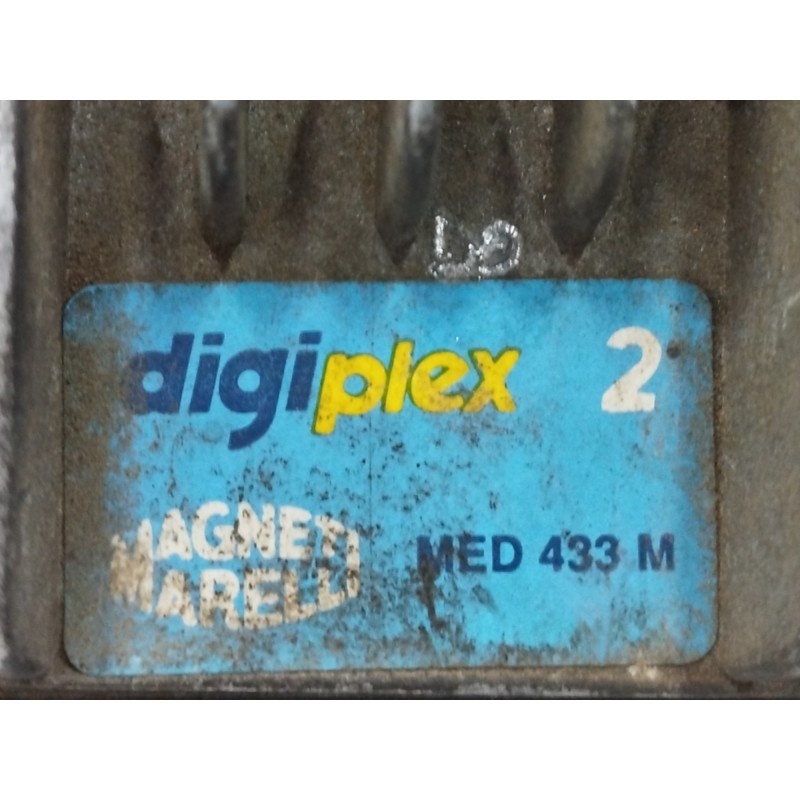 digiplex 2
MAGNETI
MARELLI
MED 433 M